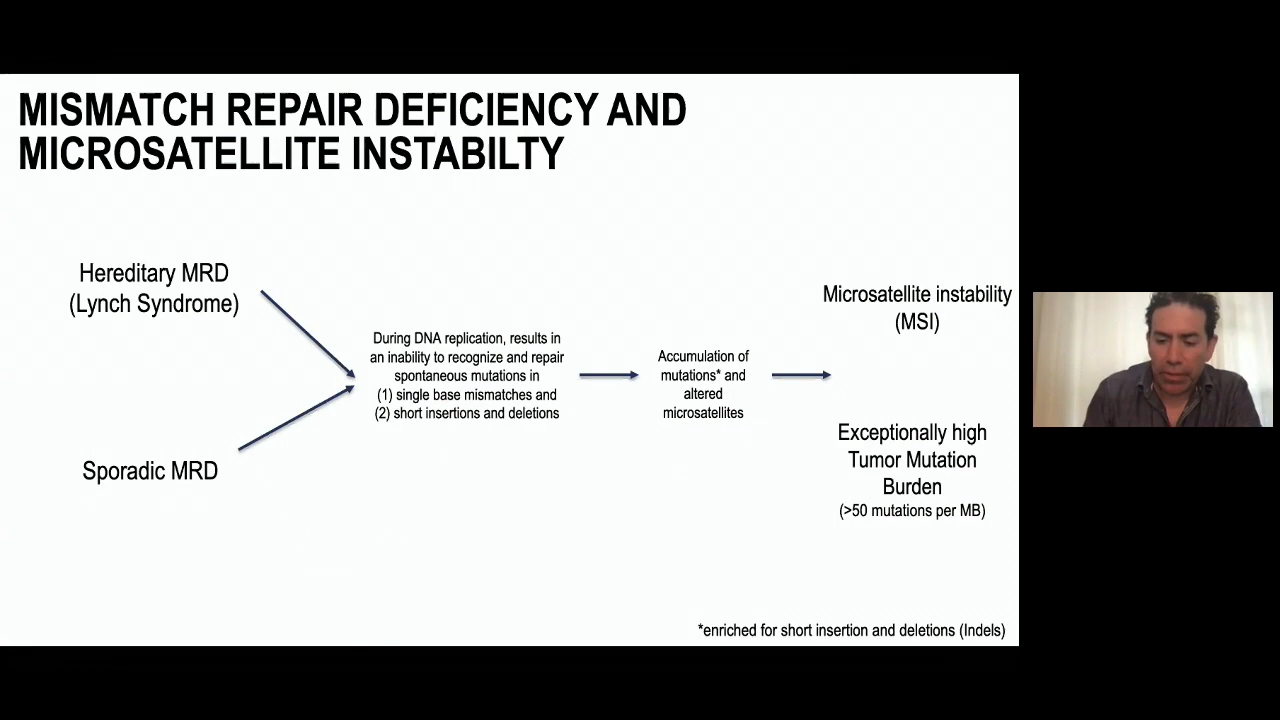 MISMATCH REPAIR DEFICIENCY AND
MICROSATELLITE INSTABILTY
Hereditary MRD
(Lynch Syndrome)
Sporadic MRD
During DNA replication, results in
an inability to recognize and repair
spontaneous mutations in
(1) single base mismatches and
(2) short insertions and deletions
Accumulation of
mutations* and
altered
microsatellites
Microsatellite instability
(MSI)
Exceptionally high
Tumor Mutation
Burden
(>50 mutations per MB)
*enriched for short insertion and deletions (Indels)